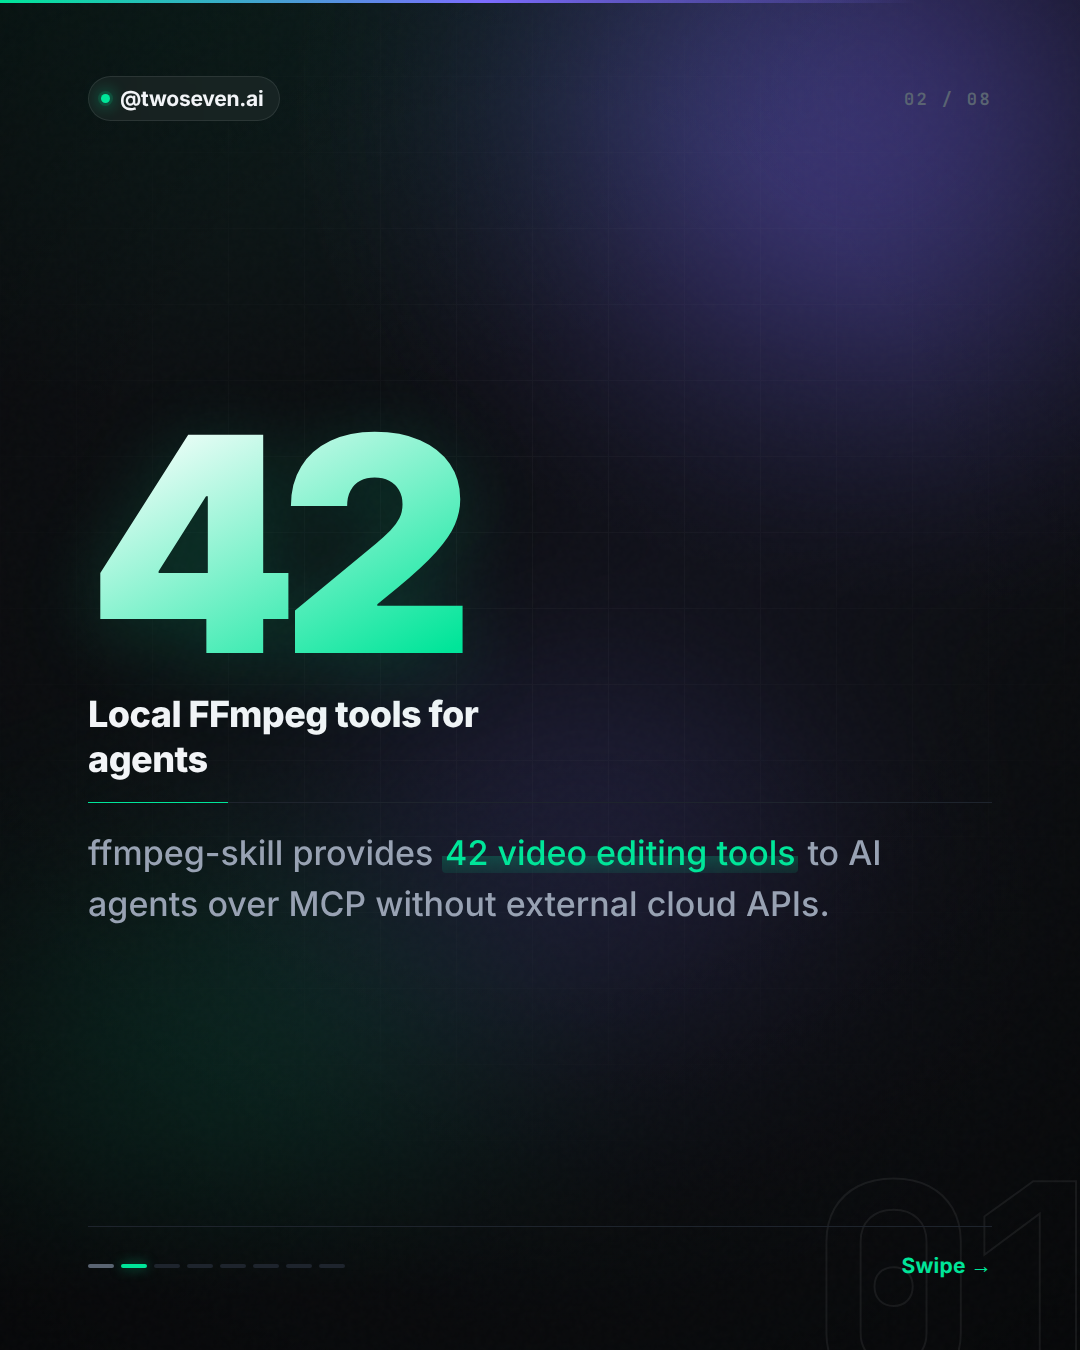 @twoseven.ai
02 / 08
42
Local FFmpeg tools for
agents
ffmpeg-skill provides 42 video editing tools to AI
agents over MCP without external cloud APIs.
01
Swipe →